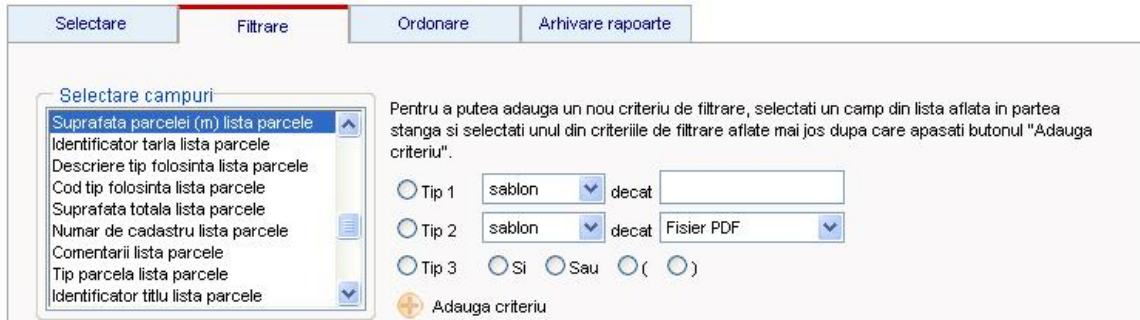 Selectare Filtrare Ordonare Arhivare rapoarte
Selectare campuri
Suprafata parcelei (m) lista parcele
Identificator tarla lista parcele
Descriere tip folosinta lista parcele
Cod tip folosinta lista parcele
Suprafata totala lista parcele
Numar de cadastru lista parcele
Comentarii lista parcele
Tip parcela lista parcele
Identificator titlu lista parcele
Pentru a putea adauga un nou criteriu de filtrare, selectati un camp din lista aflata in partea
stanga si selectati unul din criteriile de filtrare aflate mai jos dupa care apasati butonul "Adauga
criteriu".
Tip 1 sablon decat
Tip 2 sablon decat Fisier PDF
Tip 3 Si Sau ( )
Adauga criteriu